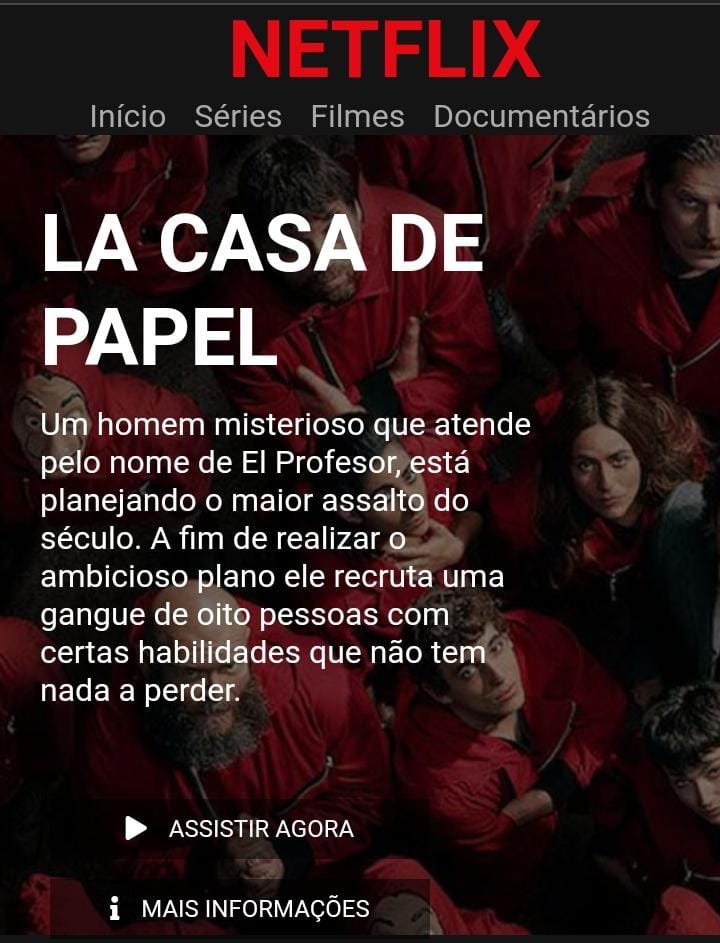 NETFLIX
Início Séries Filmes Documentários
LA CASA DE
PAPEL
Um homem misterioso que atende
pelo nome de El Profesor, está
planejando o maior assalto do
século. A fim de realizar o
ambicioso plano ele recruta uma
gangue de oito pessoas com
certas habilidades que não tem
nada a perder.
ASSISTIR AGORA
MAIS INFORMAÇÕES